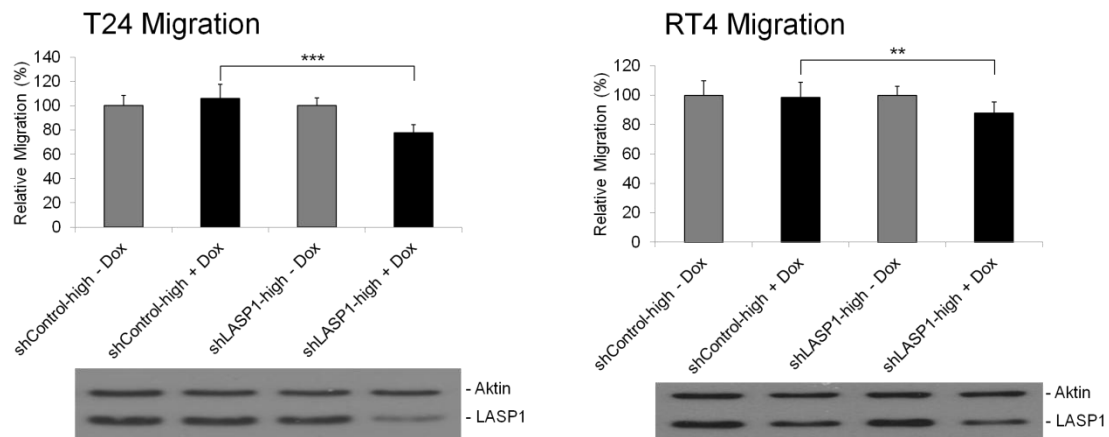 T24 Migration
Relative Migration (%)
140
120
100
80
60
40
20
0
***
shControl-high - Dox
shControl-high + Dox
shLASP1-high - Dox
shLASP1-high + Dox
- Aktin
- LASP1
RT4 Migration
Relative Migration (%)
120
100
80
60
40
20
0
**
shControl-high - Dox
shControl-high + Dox
shLASP1-high - Dox
shLASP1-high + Dox
- Aktin
- LASP1